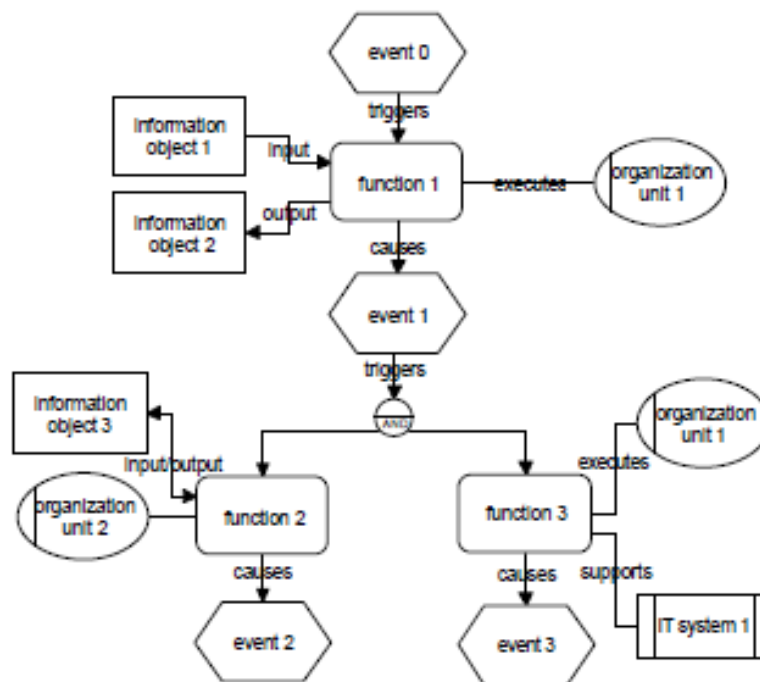 event 0
triggers
information
object 1
input
function 1
executes
organization
unit 1
output
information
object 2
causes
event 1
triggers
AND
information
object 3
organization
unit 1
input/output
executes
organization
unit 2
function 2
function 3
causes
causes
supports
event 2
event 3
IT system 1